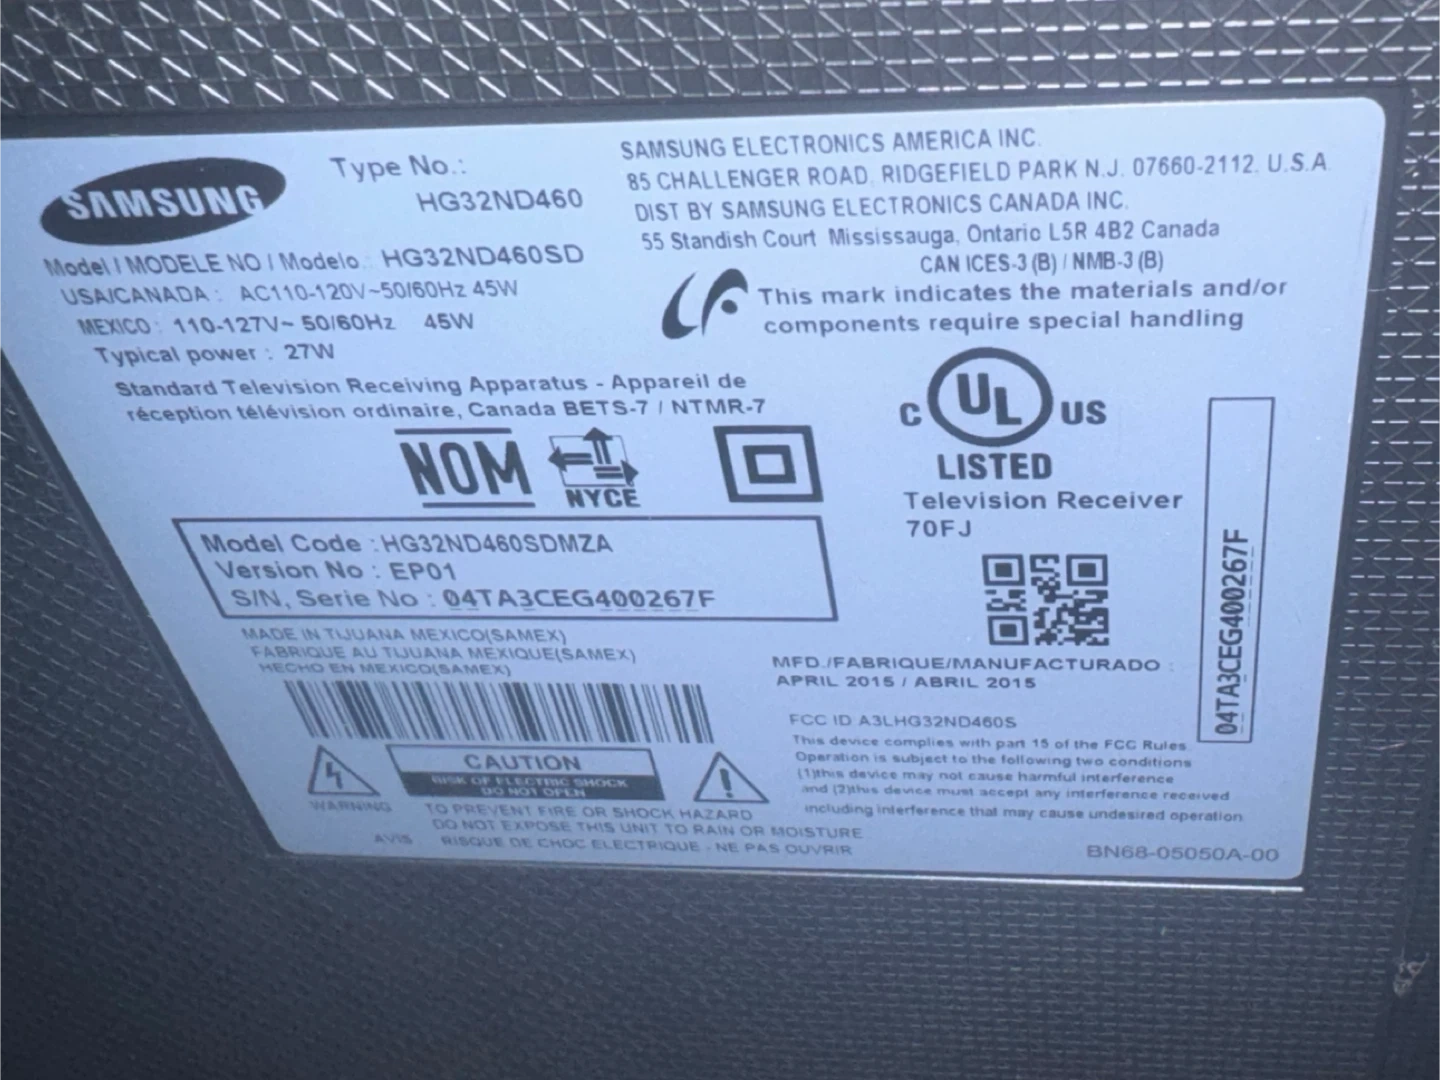 SAMSUNG
Type No.:
HG32ND460
Model / MODELE NO / Modelo : HG32ND460SD
USA/CANADA : AC110-120V~50/60Hz 45W
MEXICO : 110-127V~ 50/60Hz 45W
Typical power : 27W
Standard Television Receiving Apparatus - Appareil de
réception télévision ordinaire, Canada BETS-7 / NTMR-7
NOM
NYCE
Model Code : HG32ND460SDMZA
Version No : EP01
S/N, Serie No : 04TA3CEG400267F
MADE IN TIJUANA MEXICO(SAMEX)
FABRIQUE AU TIJUANA MEXIQUE(SAMEX)
HECHO EN MEXICO(SAMEX)
WARNING
CAUTION
RISK OF ELECTRIC SHOCK
DO NOT OPEN
TO PREVENT FIRE OR SHOCK HAZARD
DO NOT EXPOSE THIS UNIT TO RAIN OR MOISTURE
AVIS RISQUE DE CHOC ELECTRIQUE - NE PAS OUVRIR
SAMSUNG ELECTRONICS AMERICA INC.
85 CHALLENGER ROAD, RIDGEFIELD PARK N.J. 07660-2112. U.S.A
DIST BY SAMSUNG ELECTRONICS CANADA INC.
55 Standish Court Mississauga, Ontario L5R 4B2 Canada
CAN ICES-3 (B) / NMB-3 (B)
This mark indicates the materials and/or
components require special handling
C UL US
LISTED
Television Receiver
70FJ
MFD./FABRIQUE/MANUFACTURADO :
APRIL 2015 / ABRIL 2015
FCC ID A3LHG32ND460S
This device complies with part 15 of the FCC Rules.
Operation is subject to the following two conditions
(1)this device may not cause harmful interference
and (2)this device must accept any interference received
including interference that may cause undesired operation
BN68-05050A-00
04TA3CEG400267F